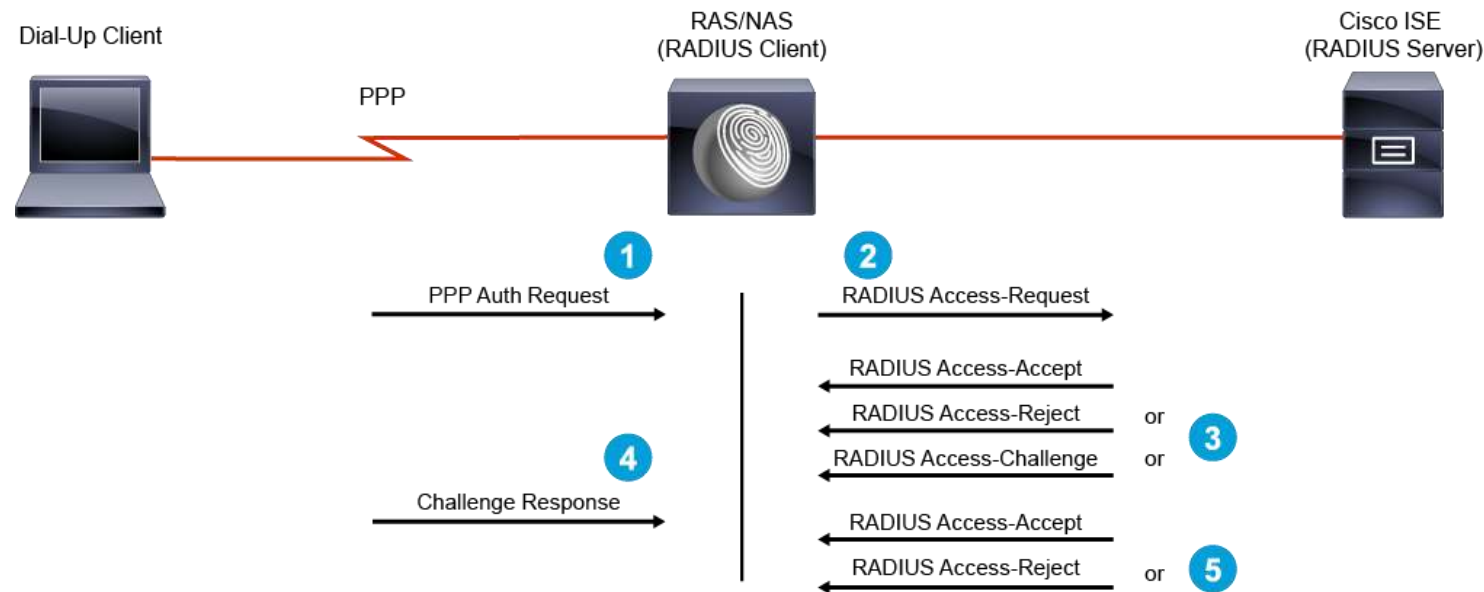 Dial-Up Client
PPP
RAS/NAS
(RADIUS Client)
Cisco ISE
(RADIUS Server)
1
2
PPP Auth Request
RADIUS Access-Request
RADIUS Access-Accept
RADIUS Access-Reject or
3
4
RADIUS Access-Challenge or
Challenge Response
RADIUS Access-Accept
RADIUS Access-Reject or
5